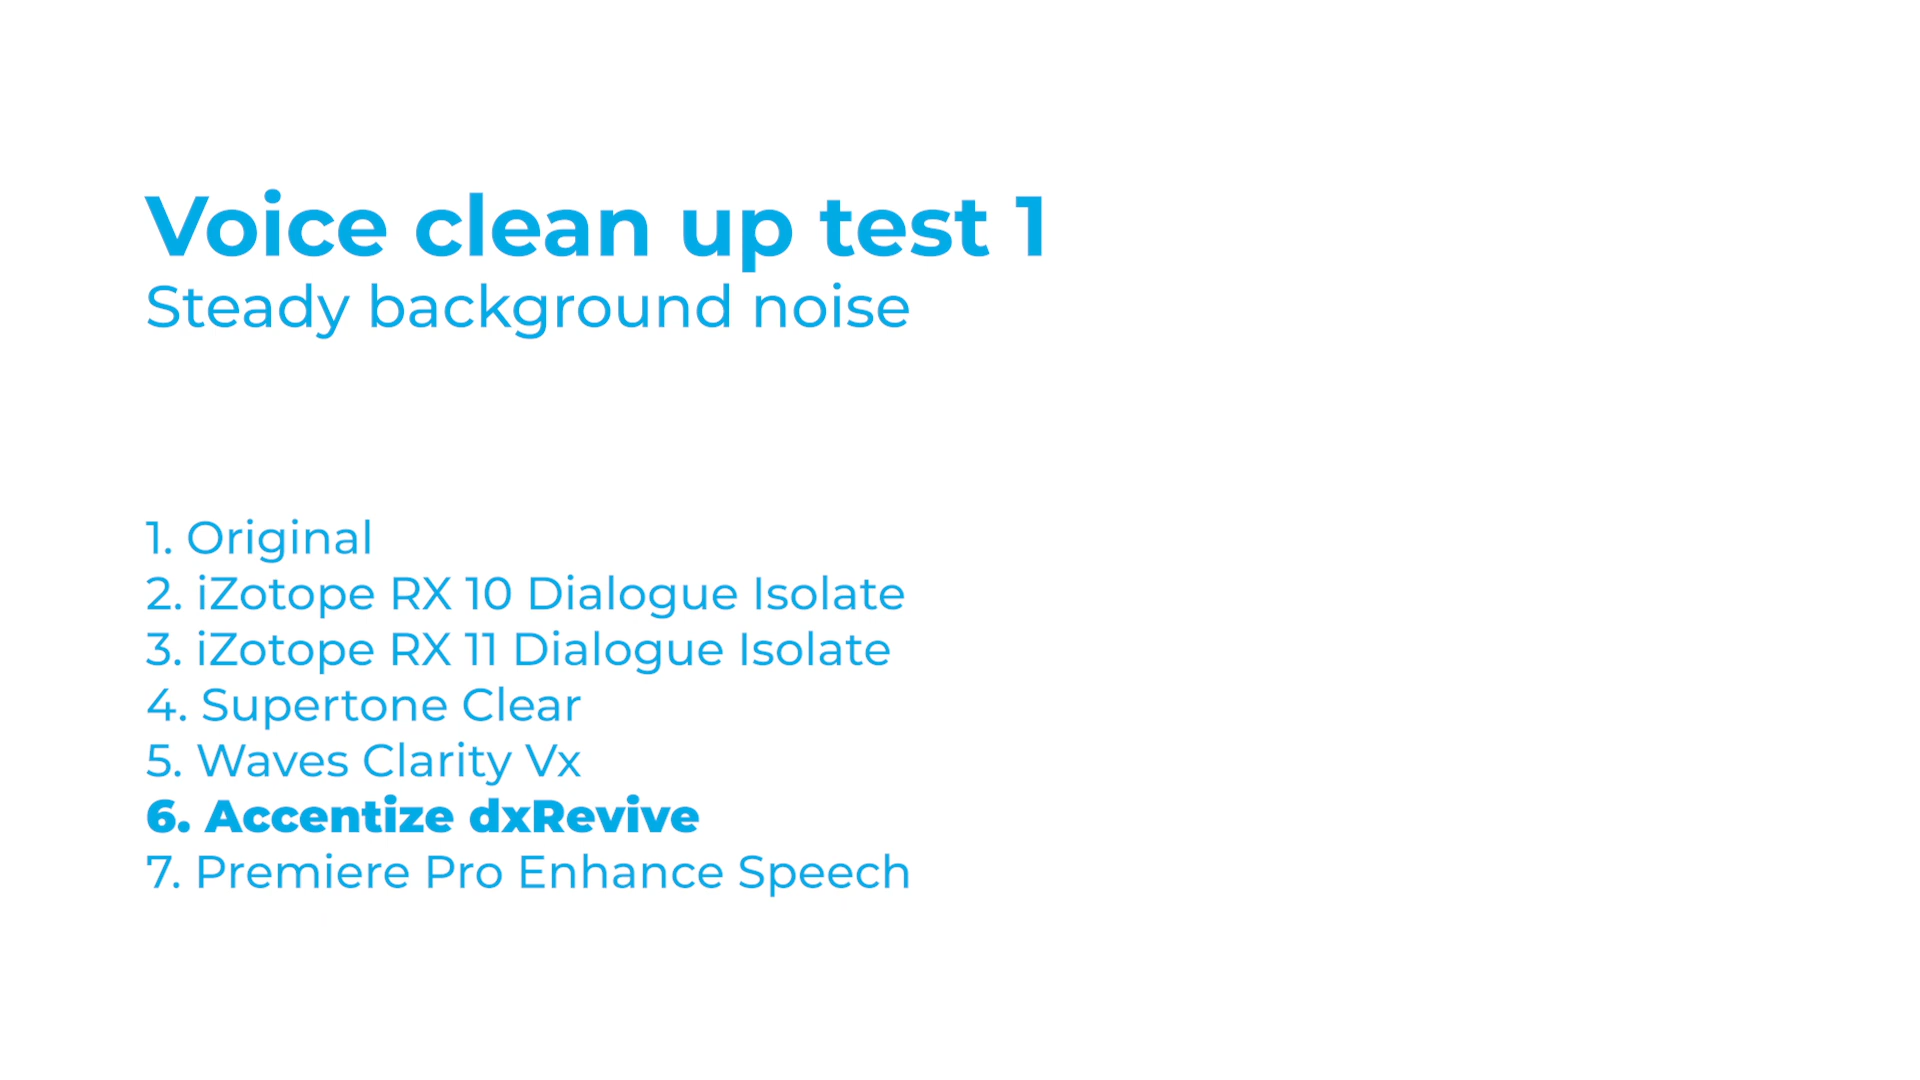 Voice clean up test 1
Steady background noise
1. Original
2. iZotope RX 10 Dialogue Isolate
3. iZotope RX 11 Dialogue Isolate
4. Supertone Clear
5. Waves Clarity Vx
6. Accentize dxRevive
7. Premiere Pro Enhance Speech